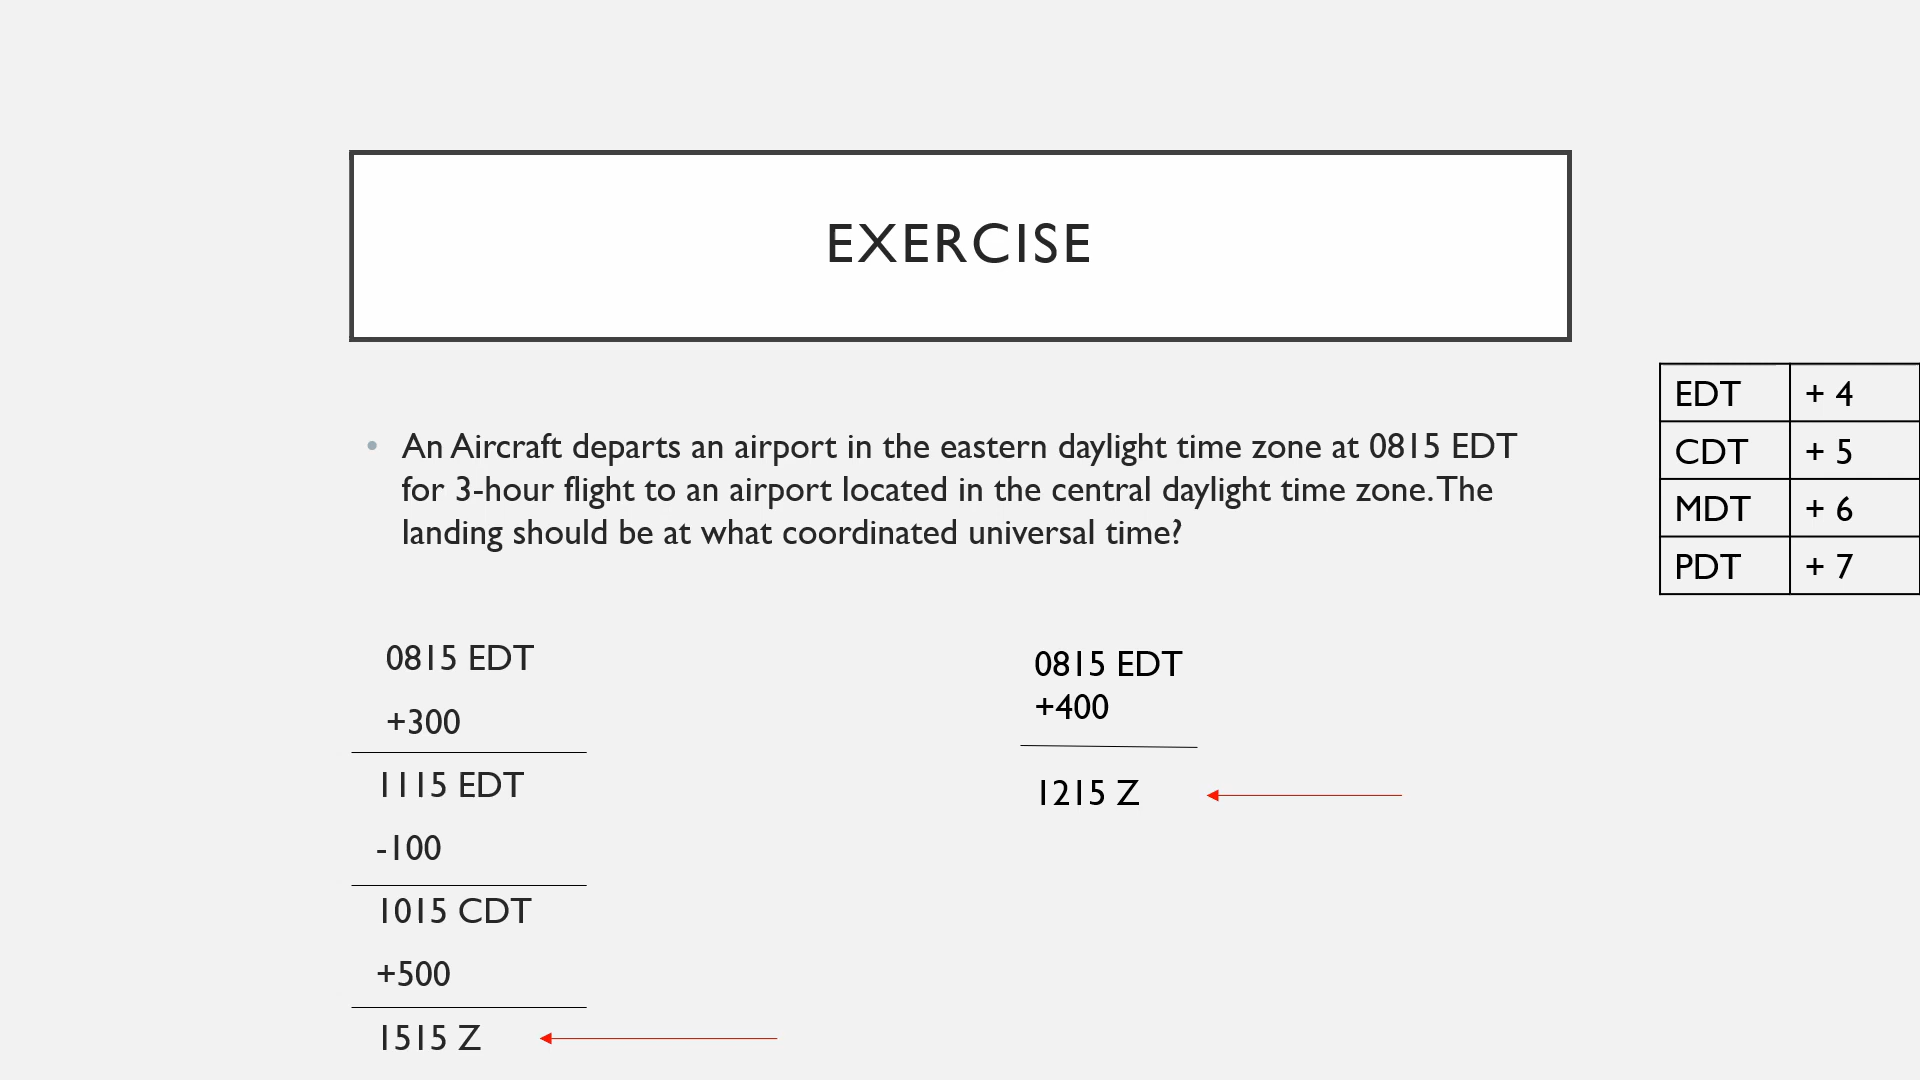 EXERCISE
• An Aircraft departs an airport in the eastern daylight time zone at 0815 EDT
for 3-hour flight to an airport located in the central daylight time zone. The
landing should be at what coordinated universal time?
EDT + 4
CDT + 5
MDT + 6
PDT + 7
0815 EDT
+300
1115 EDT
-100
1015 CDT
+500
1515 Z
0815 EDT
+400
1215 Z